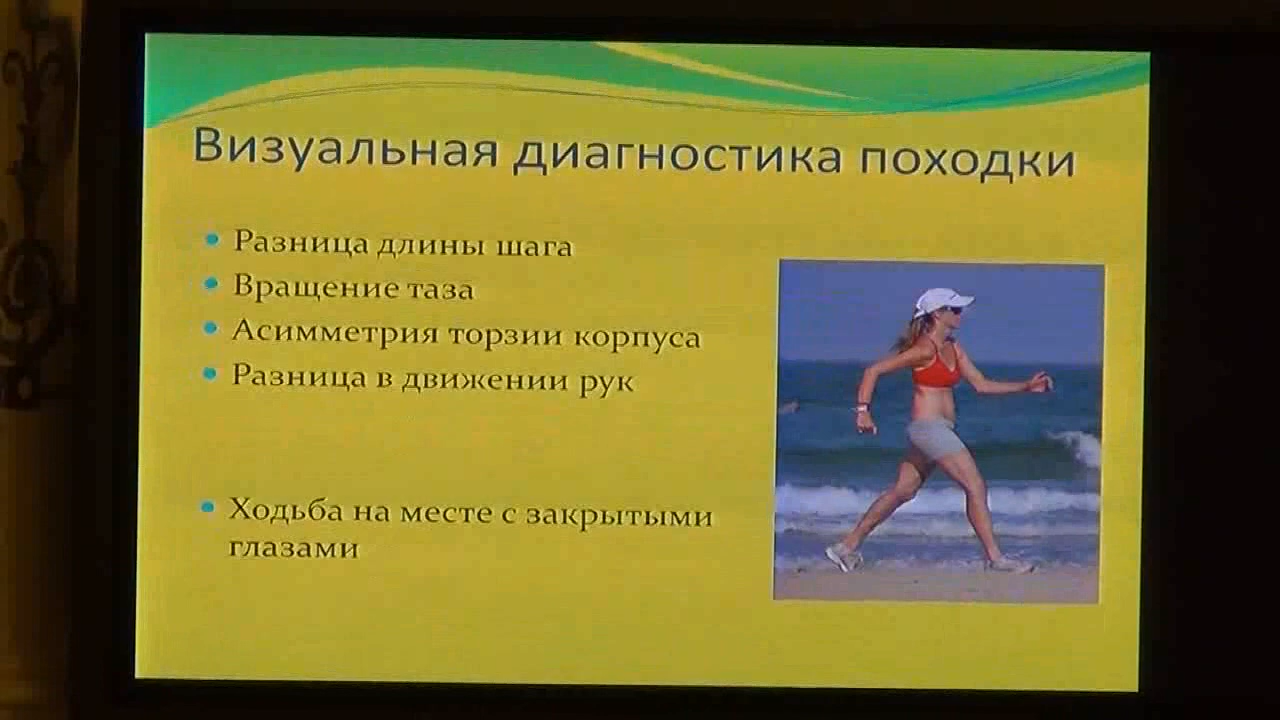 Визуальная диагностика походки
Разница длины шага
Вращение таза
Асимметрия торзии корпуса
Разница в движении рук
Ходьба на месте с закрытыми
глазами